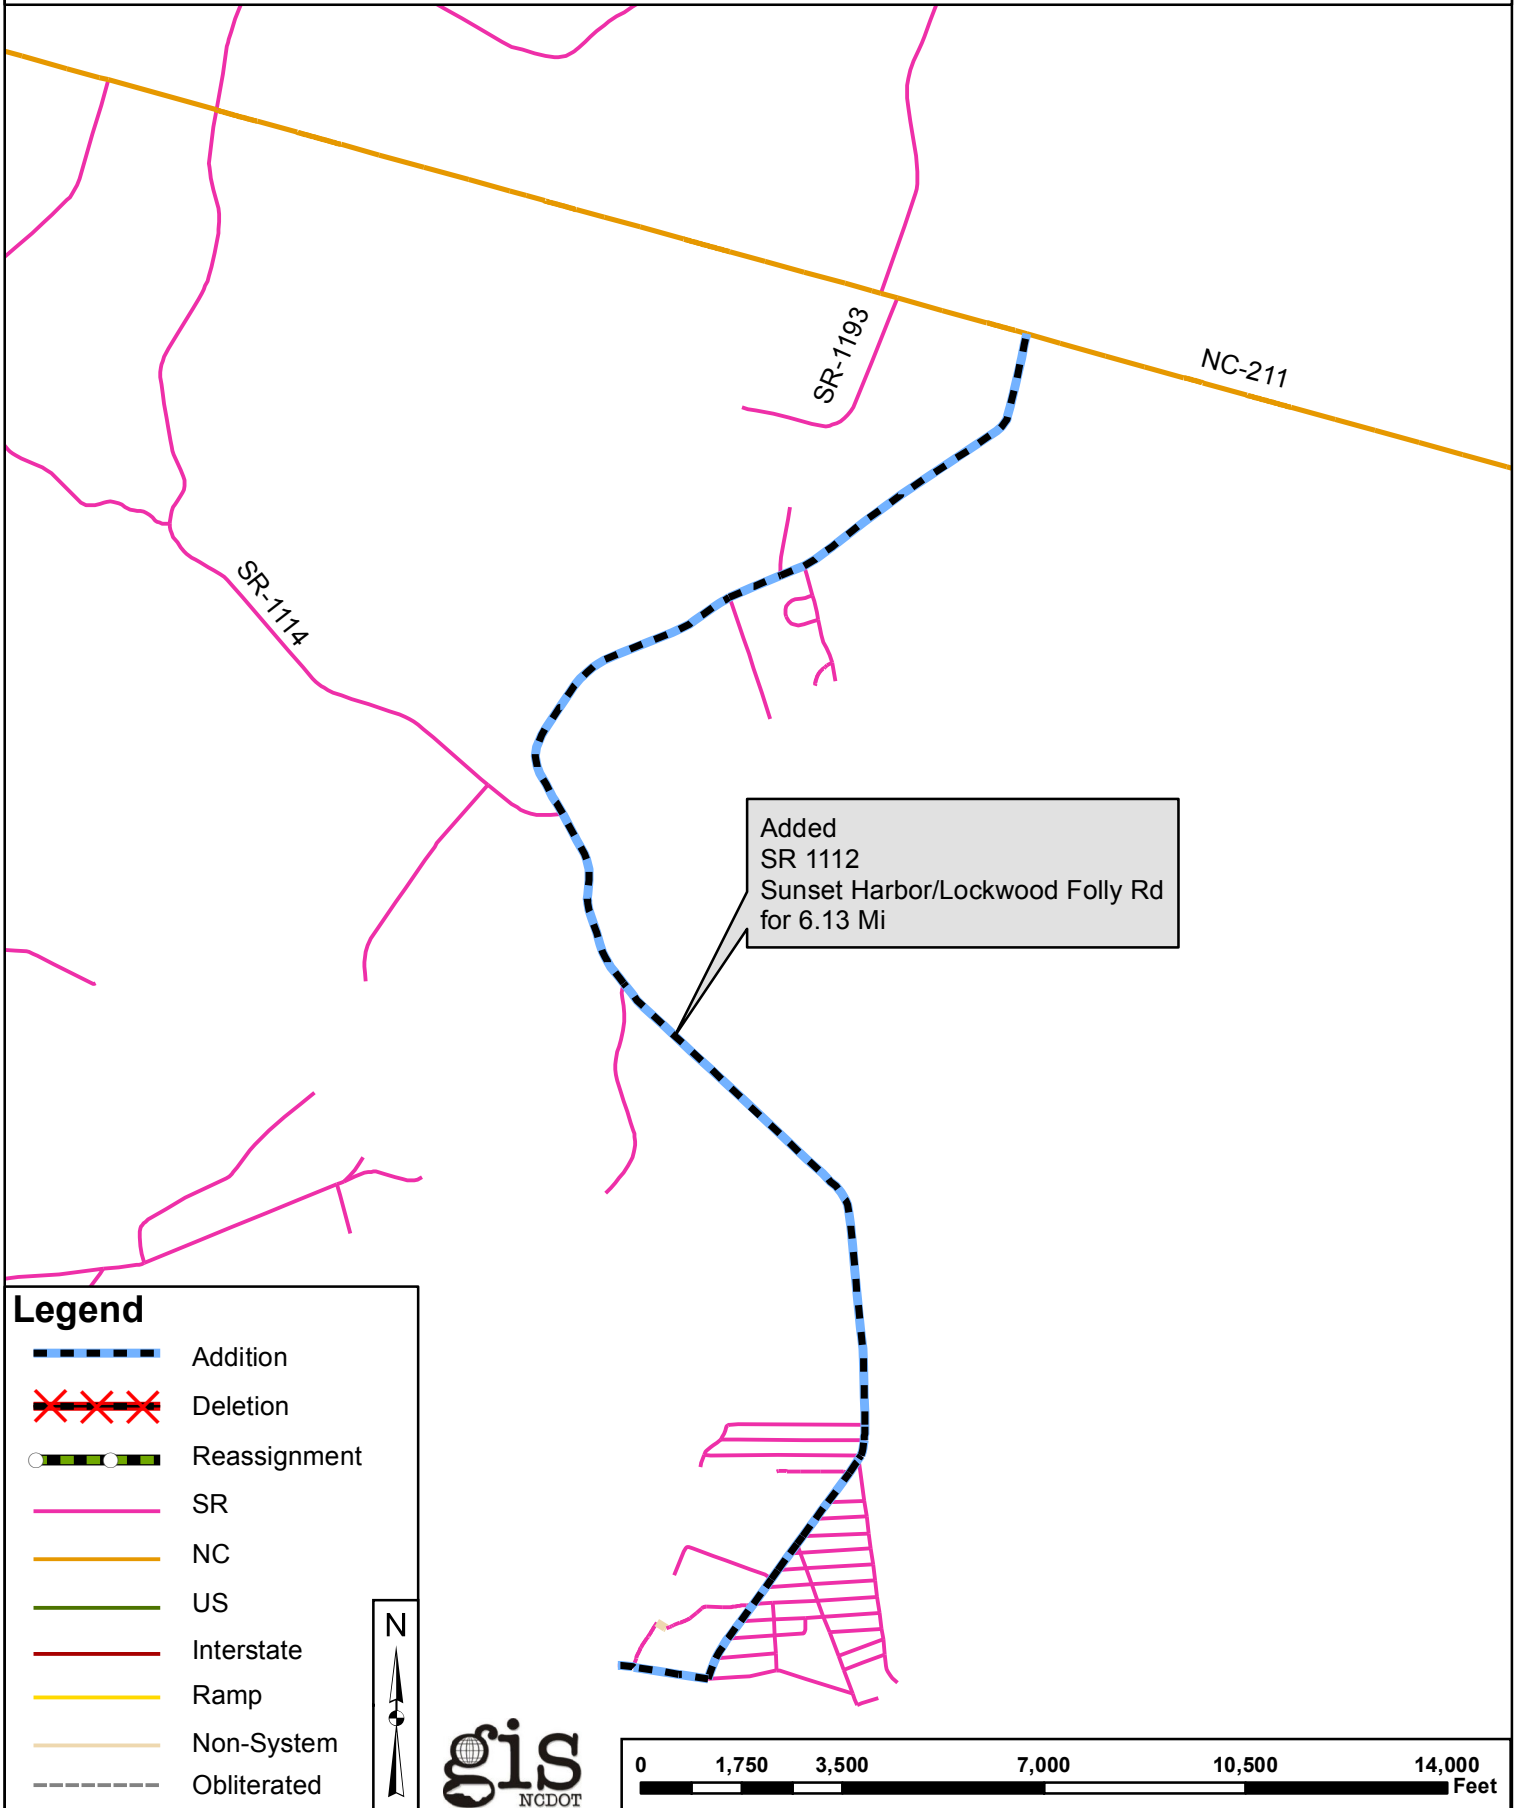 SR-1193
NC-211
SR-1114
Added
SR 1112
Sunset Harbor/Lockwood Folly Rd
for 6.13 Mi
Legend
Addition
Deletion
Reassignment
SR
NC
US
Interstate
Ramp
Non-System
Obliterated
N
gis
NCDOT
0 1,750 3,500 7,000 10,500 14,000
Feet